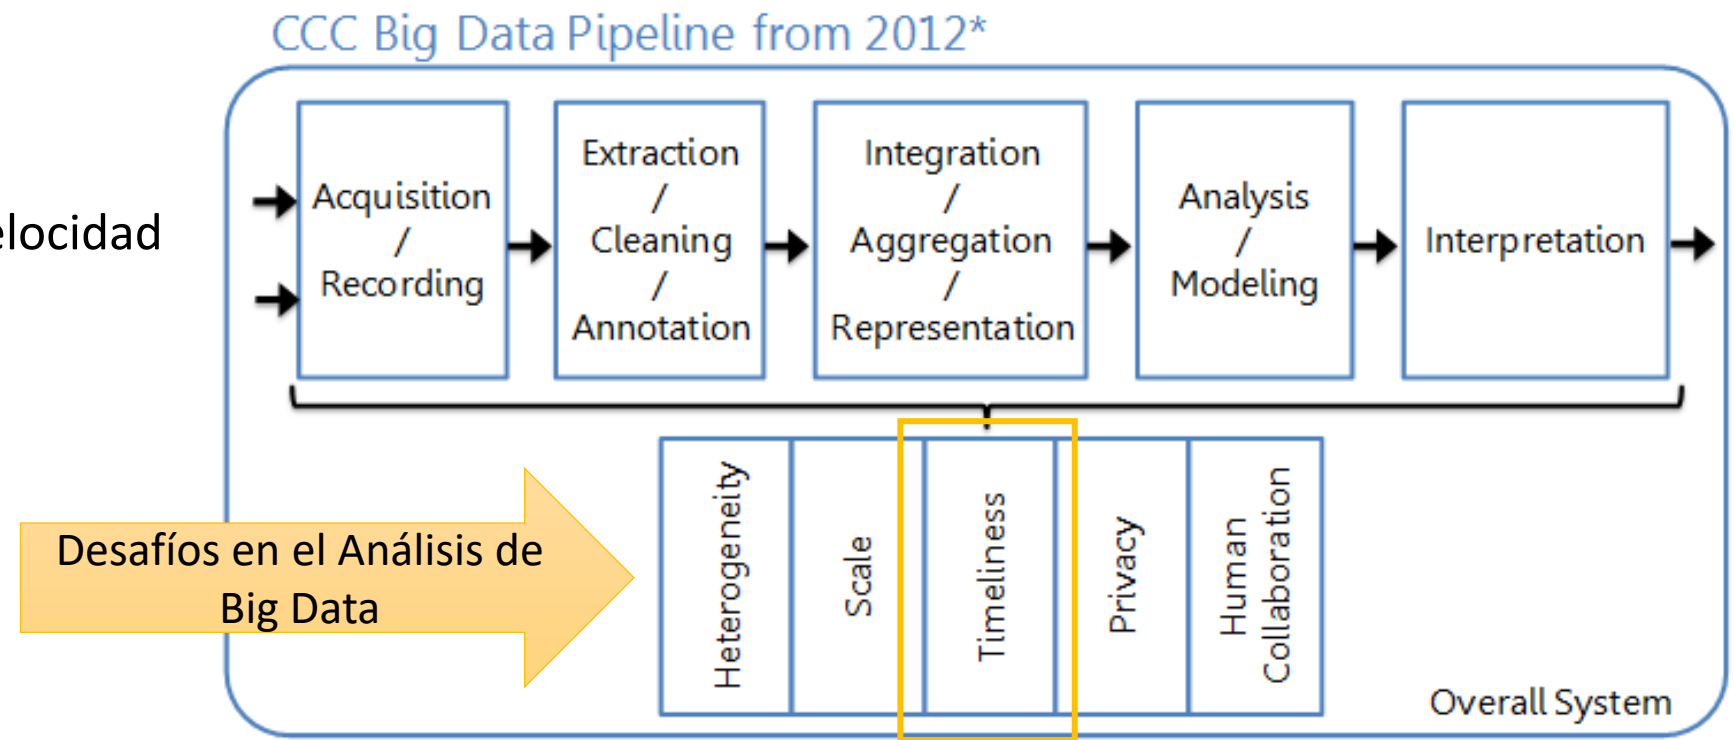 CCC Big Data Pipeline from 2012*
elocidad
Acquisition
/
Recording
Extraction
/
Cleaning
/
Annotation
Integration
/
Aggregation
/
Representation
Analysis
/
Modeling
Interpretation
Desafíos en el Análisis de
Big Data
Heterogeneity
Scale
Timeliness
Privacy
Human
Collaboration
Overall System